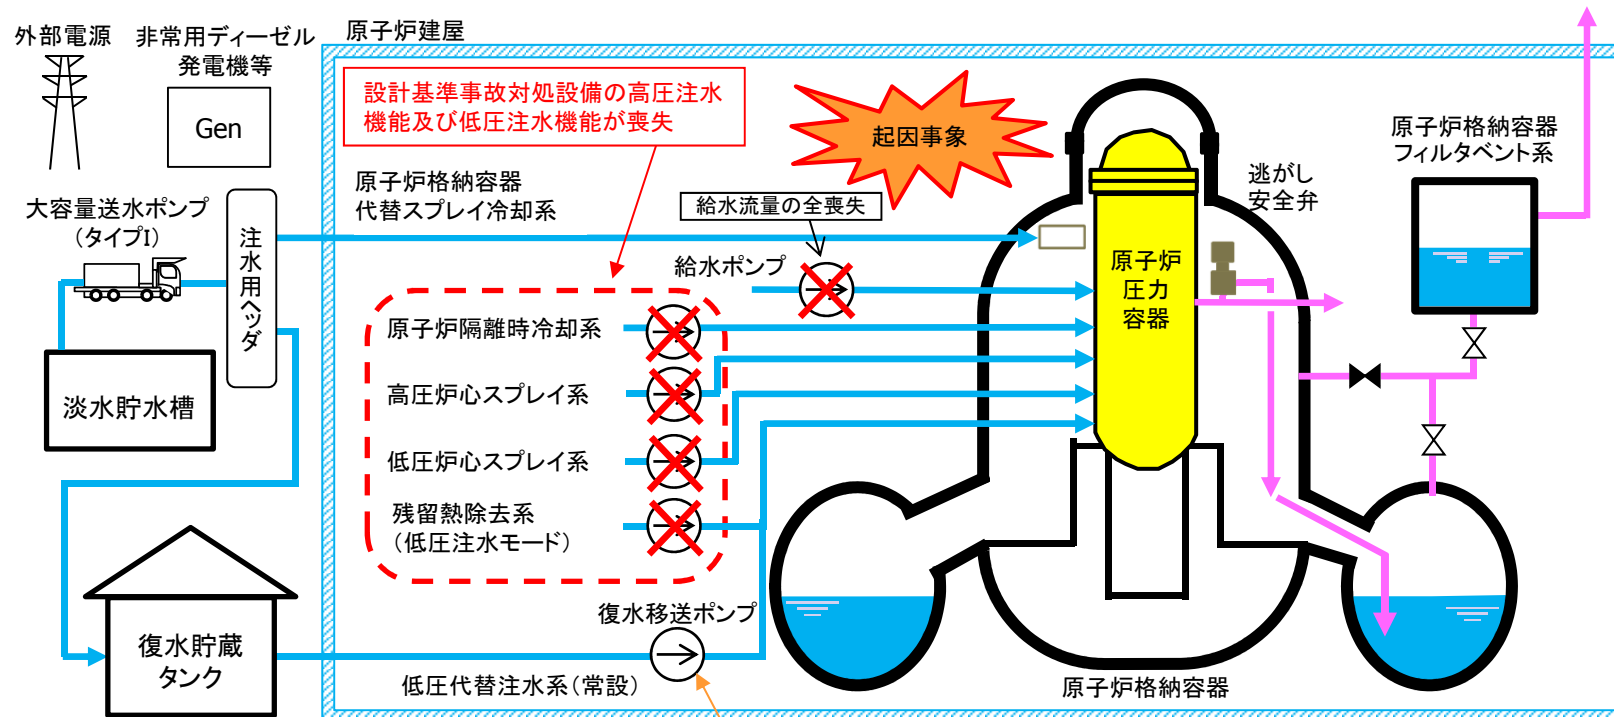 外部電源
非常用ディーゼル
発電機等
Gen
原子炉建屋
設計基準事故対処設備の高圧注水
機能及び低圧注水機能が喪失
起因事象
原子炉格納容器
フィルタベント系
逃がし
安全弁
大容量送水ポンプ
（タイプⅠ）
注水用ヘッダ
原子炉格納容器
代替スプレイ冷却系
給水流量の全喪失
給水ポンプ
原子炉
圧力
容器
原子炉隔離時冷却系
高圧炉心スプレイ系
低圧炉心スプレイ系
残留熱除去系
（低圧注水モード）
淡水貯水槽
復水貯蔵
タンク
復水移送ポンプ
低圧代替注水系（常設）
原子炉格納容器